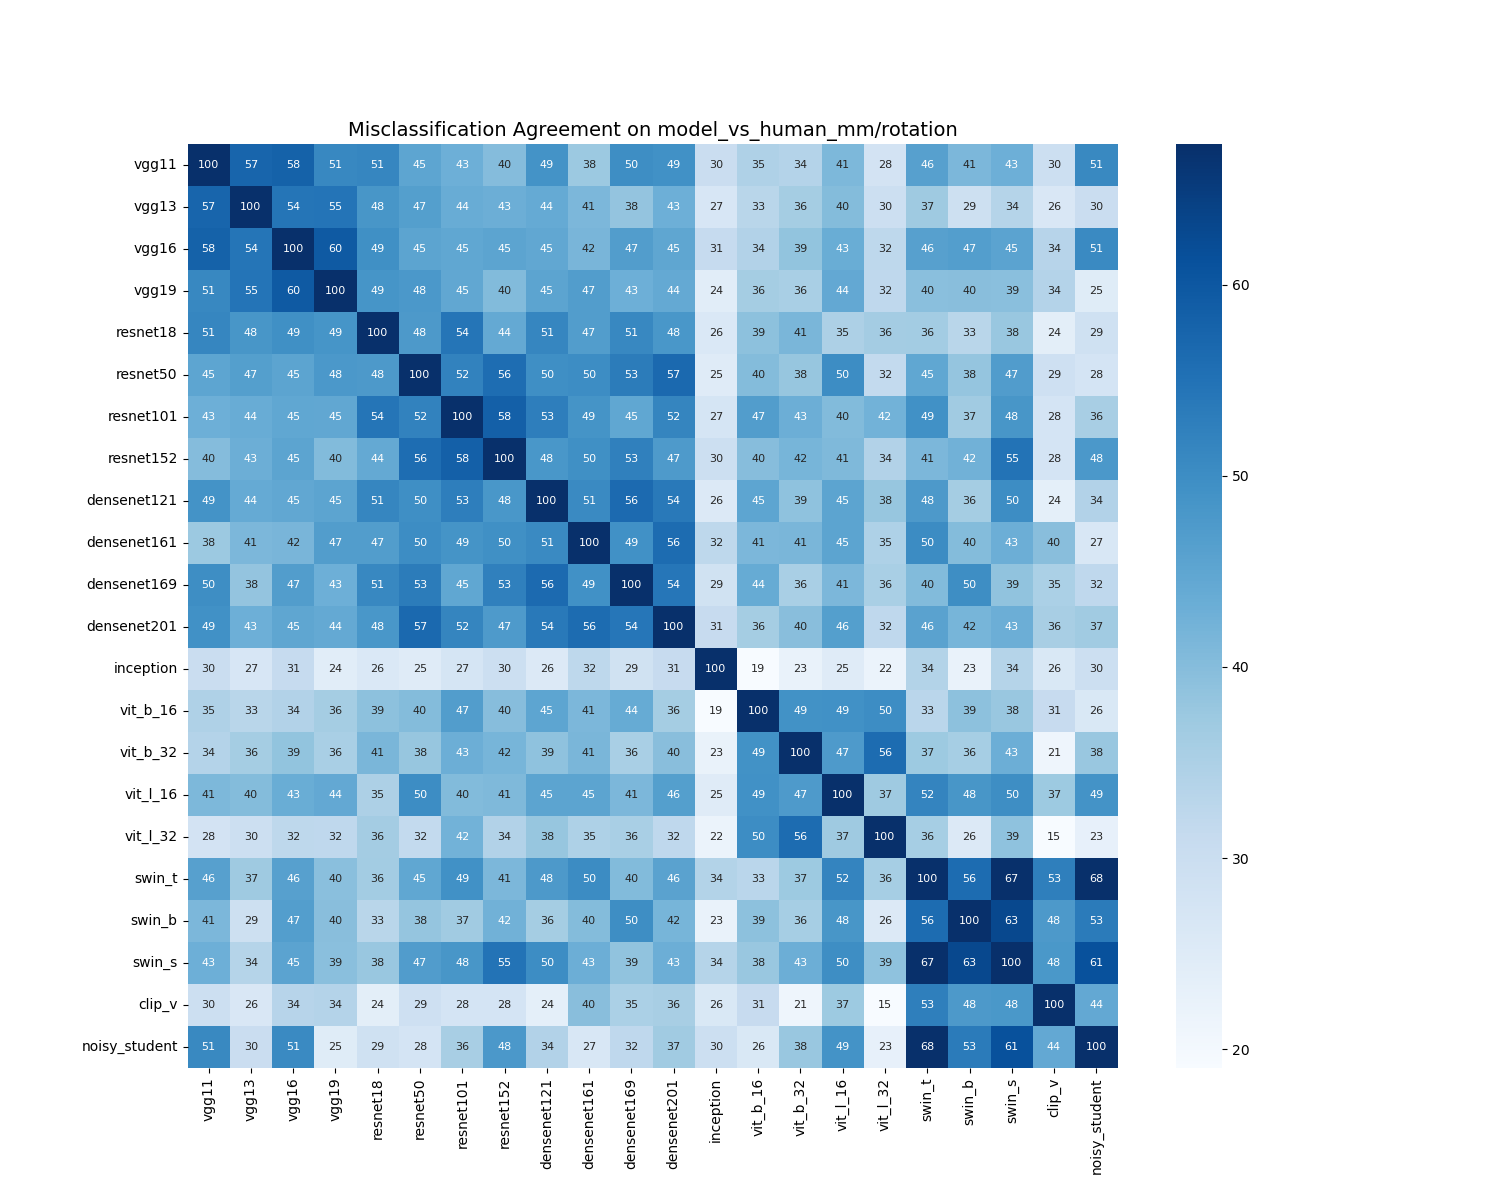 Misclassification Agreement on model_vs_human_mm/rotation
vgg11 100 57 58 51 51 45 43 40 49 38 50 49 30 35 34 41 28 46 41 43 30 51
vgg13 57 100 54 55 48 47 44 43 44 41 38 43 27 33 36 40 30 37 29 34 26 30
vgg16 58 54 100 60 49 45 45 45 45 42 47 45 31 34 39 43 32 46 47 45 34 51
vgg19 51 55 60 100 49 48 45 40 45 47 43 44 24 36 36 44 32 40 40 39 34 25
resnet18 51 48 49 49 100 48 54 44 51 47 51 48 26 39 41 35 36 36 33 38 24 29
resnet50 45 47 45 48 48 100 52 56 50 50 53 57 25 40 38 50 32 45 38 47 29 28
resnet101 43 44 45 45 54 52 100 58 53 49 45 52 27 47 43 40 42 49 37 48 28 36
resnet152 40 43 45 40 44 56 58 100 48 50 53 47 30 40 42 41 34 41 42 55 28 48
densenet121 49 44 45 45 51 50 53 48 100 51 56 54 26 45 39 45 38 48 36 50 24 34
densenet161 38 41 42 47 47 50 49 50 51 100 49 56 32 41 41 45 35 50 40 43 40 27
densenet169 50 38 47 43 51 53 45 53 56 49 100 54 29 44 36 41 36 40 50 39 35 32
densenet201 49 43 45 44 48 57 52 47 54 56 54 100 31 36 40 46 32 46 42 43 36 37
inception 30 27 31 24 26 25 27 30 26 32 29 31 100 19 23 25 22 34 23 34 26 30
vit_b_16 35 33 34 36 39 40 47 40 45 41 44 36 19 100 49 49 50 33 39 38 31 26
vit_b_32 34 36 39 36 41 38 43 42 39 41 36 40 23 49 100 47 56 37 36 43 21 38
vit_l_16 41 40 43 44 35 50 40 41 45 45 41 46 25 49 47 100 37 52 48 50 37 49
vit_l_32 28 30 32 32 36 32 42 34 38 35 36 32 22 50 56 37 100 36 26 39 15 23
swin_t 46 37 46 40 36 45 49 41 48 50 40 46 34 33 37 52 36 100 56 67 53 68
swin_b 41 29 47 40 33 38 37 42 36 40 50 42 23 39 36 48 26 56 100 63 48 53
swin_s 43 34 45 39 38 47 48 55 50 43 39 43 34 38 43 50 39 67 63 100 48 61
clip_v 30 26 34 34 24 29 28 28 24 40 35 36 26 31 21 37 15 53 48 48 100 44
noisy_student 51 30 51 25 29 28 36 48 34 27 32 37 30 26 38 49 23 68 53 61 44 100
vgg11
vgg13
vgg16
vgg19
resnet18
resnet50
resnet101
resnet152
densenet121
densenet161
densenet169
densenet201
inception
vit_b_16
vit_b_32
vit_l_16
vit_l_32
swin_t
swin_b
swin_s
clip_v
noisy_student
60
50
40
30
20